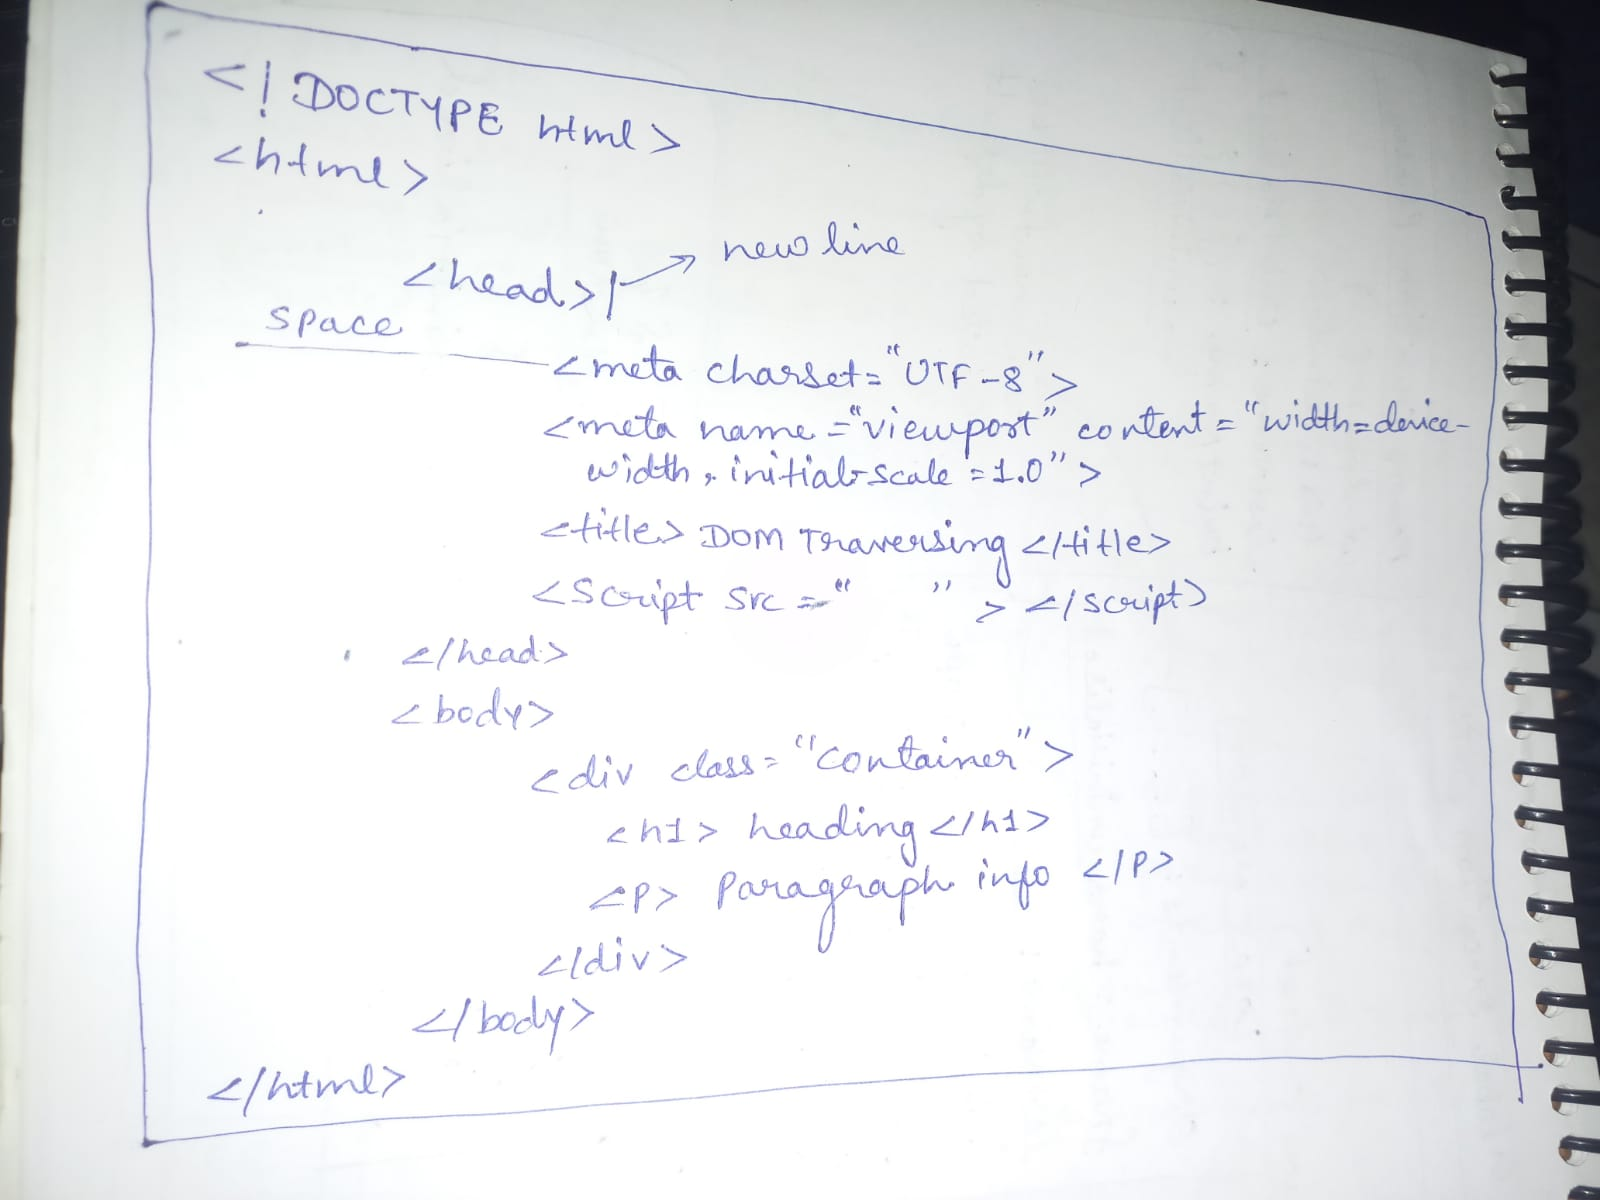 <!DOCTYPE html>
<html>
<head> new line
space
<meta charset="UTF-8">
<meta name="viewport" content="width=device-
width, initial-scale=1.0">
<title> DOM Traversing </title>
<Script src="    "> </script>
</head>
<body>
<div class="container">
<h1> heading </h1>
<p> Paragraph info </p>
</div>
</body>
</html>